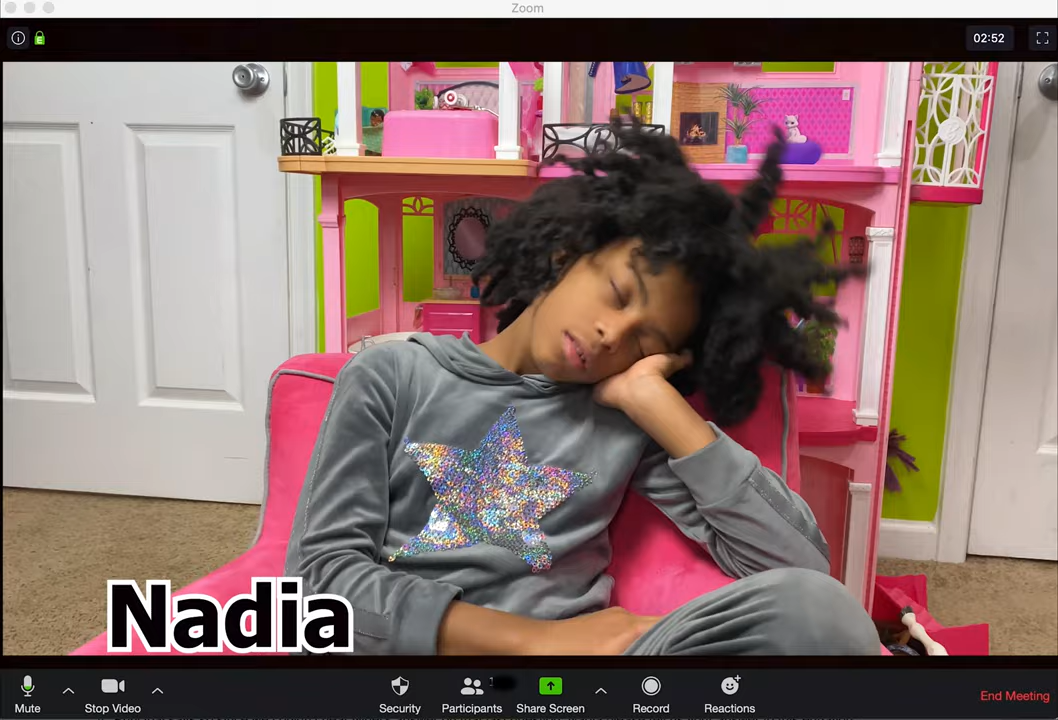 Zoom
02:52
Nadia
Mute
Stop Video
Security
Participants
Share Screen
Record
Reactions
End Meeting